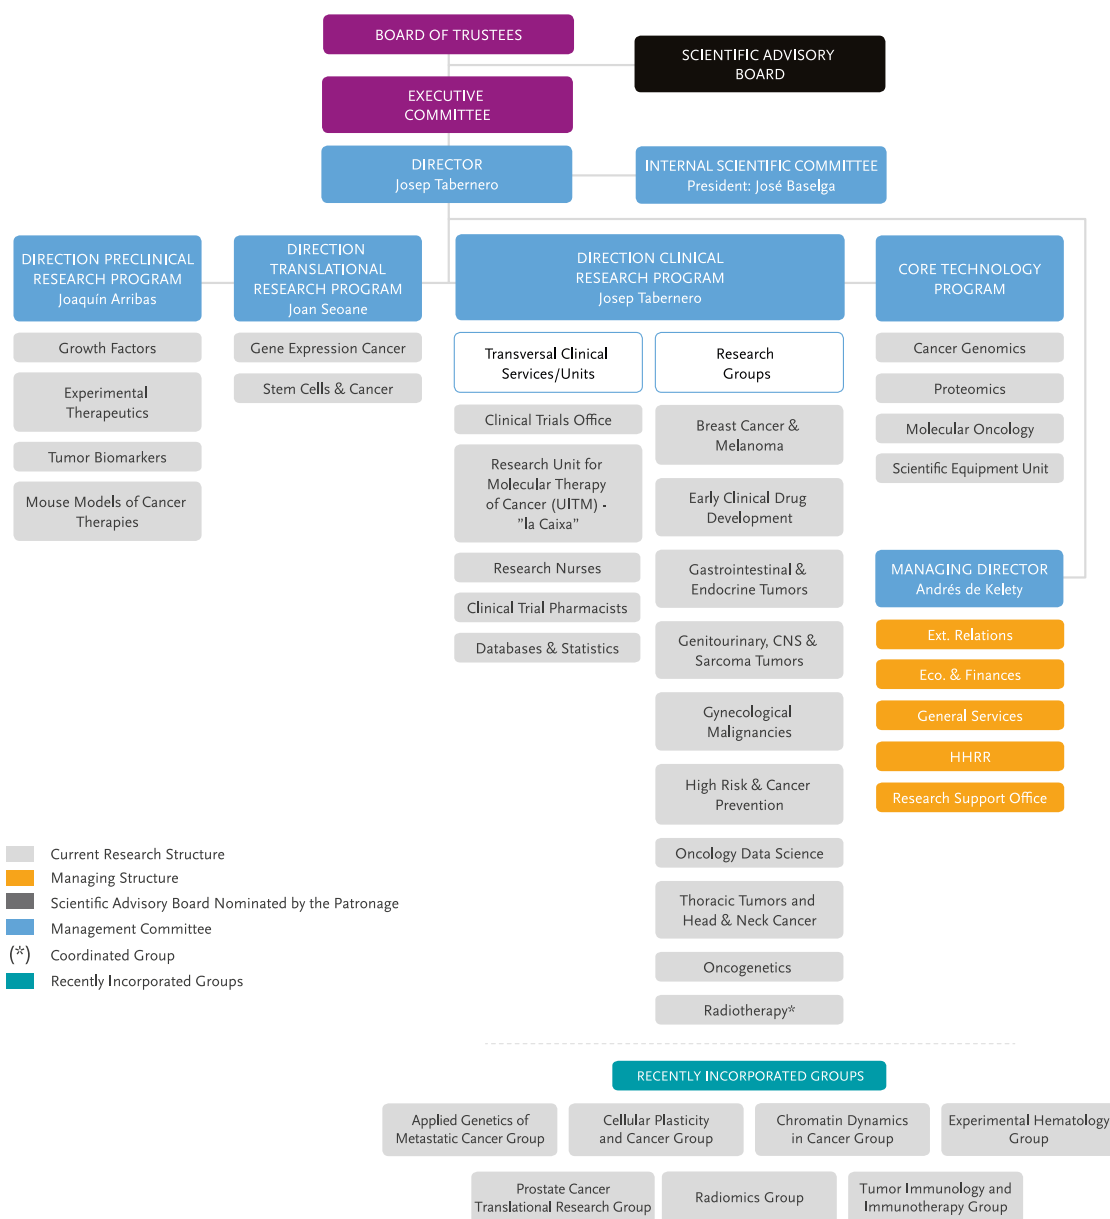 BOARD OF TRUSTEES
SCIENTIFIC ADVISORY
BOARD
EXECUTIVE
COMMITTEE
DIRECTOR
Josep Tabernero
INTERNAL SCIENTIFIC COMMITTEE
President: José Baselga
DIRECTION PRECLINICAL
RESEARCH PROGRAM
Joaquín Arribas
DIRECTION
TRANSLATIONAL
RESEARCH PROGRAM
Joan Seoane
DIRECTION CLINICAL
RESEARCH PROGRAM
Josep Tabernero
CORE TECHNOLOGY
PROGRAM
Growth Factors
Experimental
Therapeutics
Tumor Biomarkers
Mouse Models of Cancer
Therapies
Gene Expression Cancer
Stem Cells & Cancer
Transversal Clinical
Services/Units
Clinical Trials Office
Research Unit for
Molecular Therapy
of Cancer (UITM) -
”la Caixa”
Research Nurses
Clinical Trial Pharmacists
Databases & Statistics
Research
Groups
Breast Cancer &
Melanoma
Early Clinical Drug
Development
Gastrointestinal &
Endocrine Tumors
Genitourinary, CNS &
Sarcoma Tumors
Gynecological
Malignancies
High Risk & Cancer
Prevention
Oncology Data Science
Thoracic Tumors and
Head & Neck Cancer
Oncogenetics
Radiotherapy*
Cancer Genomics
Proteomics
Molecular Oncology
Scientific Equipment Unit
MANAGING DIRECTOR
Andrés de Kelety
Ext. Relations
Eco. & Finances
General Services
HHRR
Research Support Office
Current Research Structure
Managing Structure
Scientific Advisory Board Nominated by the Patronage
Management Committee
(*) Coordinated Group
Recently Incorporated Groups
RECENTLY INCORPORATED GROUPS
Applied Genetics of
Metastatic Cancer Group
Cellular Plasticity
and Cancer Group
Chromatin Dynamics
in Cancer Group
Experimental Hematology
Group
Prostate Cancer
Translational Research Group
Radiomics Group
Tumor Immunology and
Immunotherapy Group